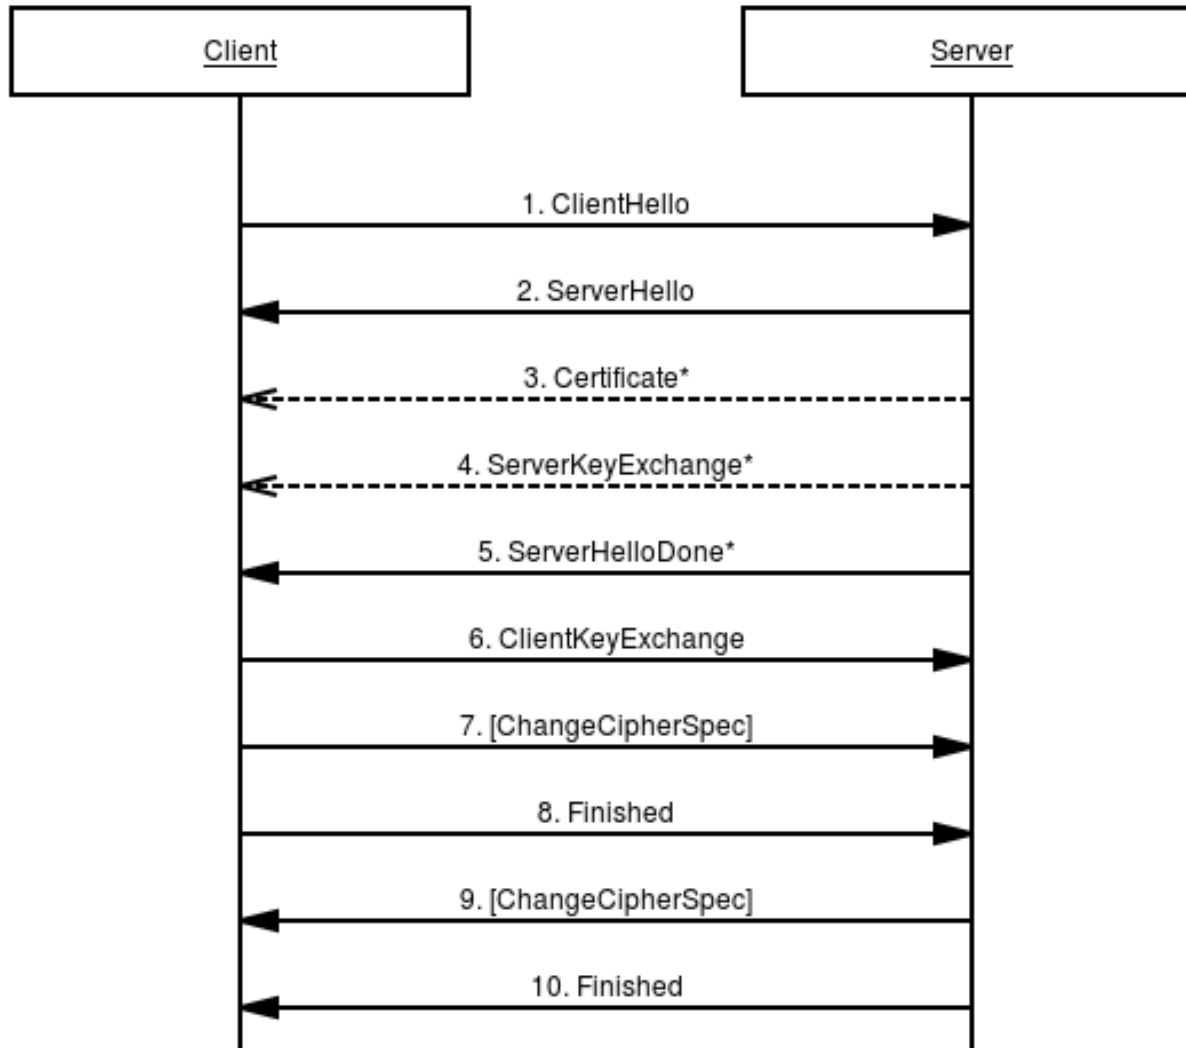 Client
Server
1. ClientHello
2. ServerHello
3. Certificate*
4. ServerKeyExchange*
5. ServerHelloDone*
6. ClientKeyExchange
7. [ChangeCipherSpec]
8. Finished
9. [ChangeCipherSpec]
10. Finished